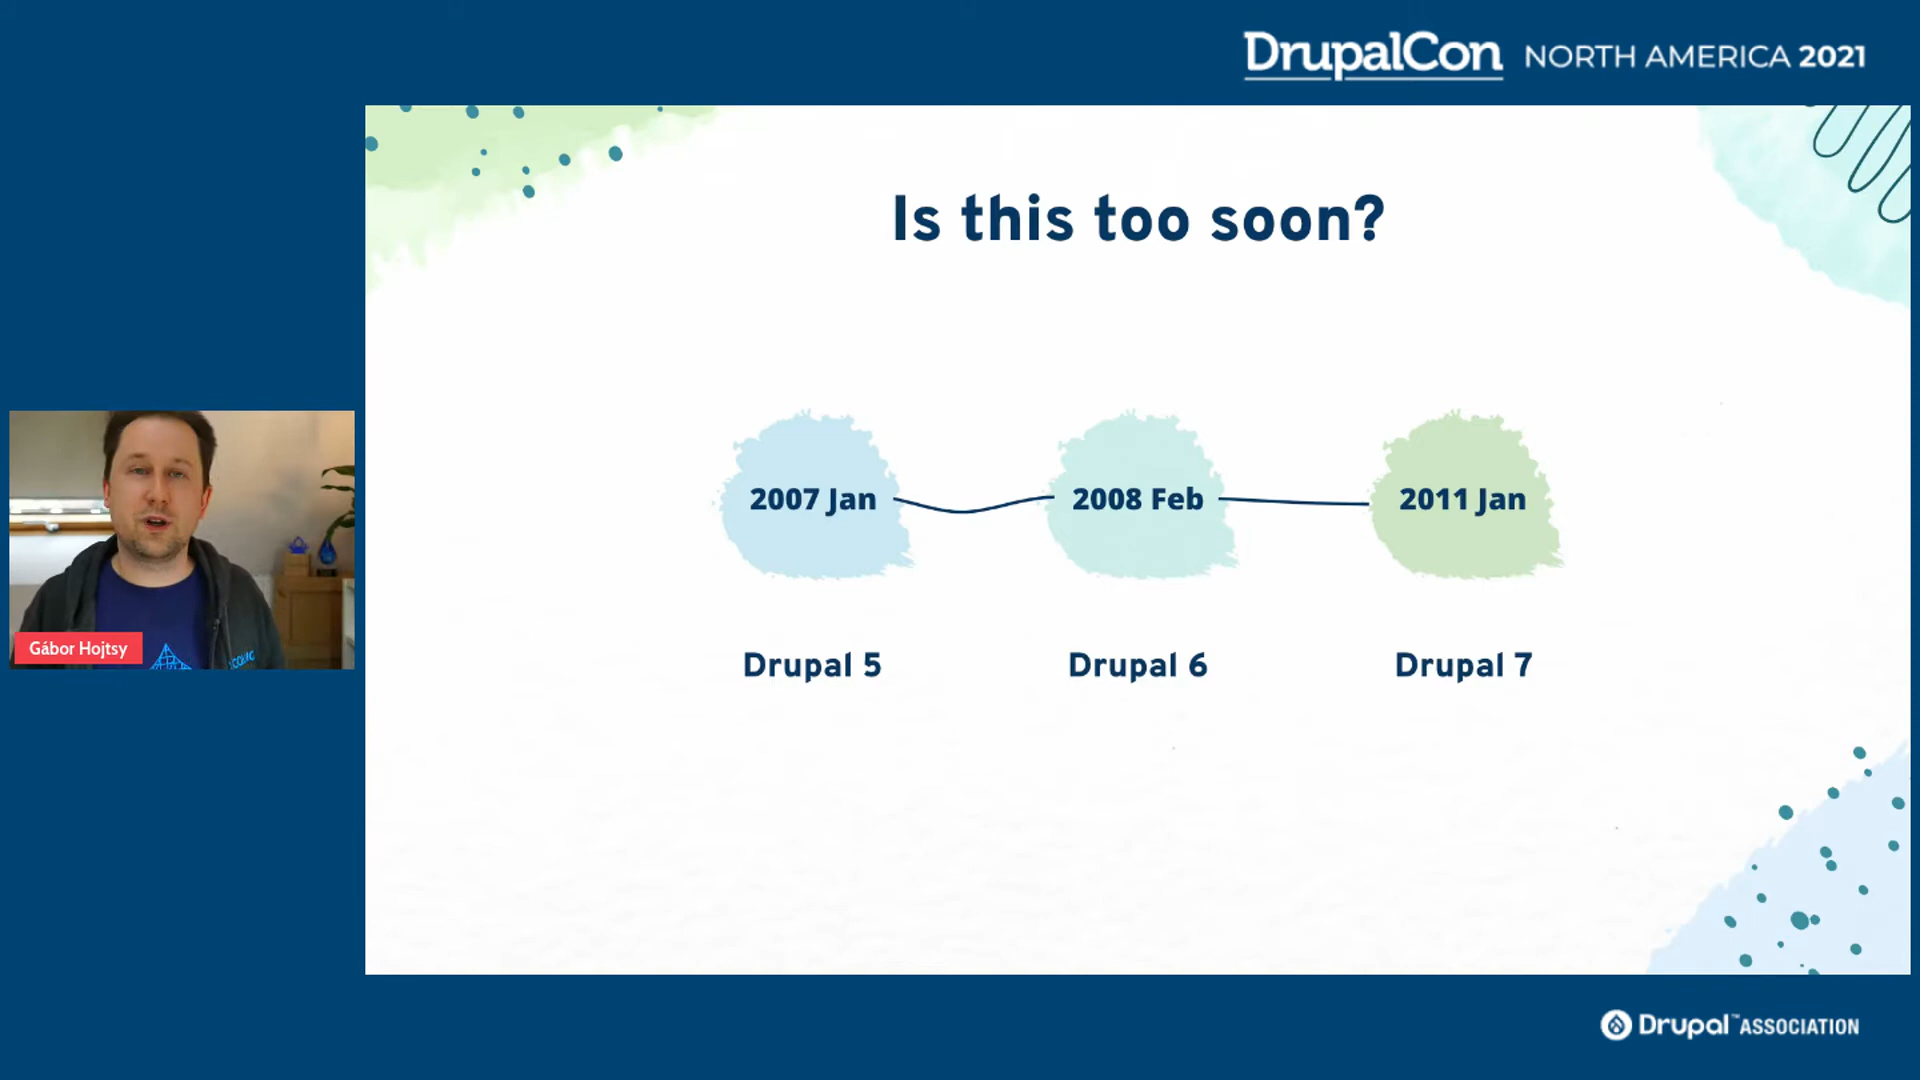 DrupalCon NORTH AMERICA 2021
Is this too soon?
2007 Jan
2008 Feb
2011 Jan
Drupal 5
Drupal 6
Drupal 7
Gábor Hojtsy
Drupal™ ASSOCIATION